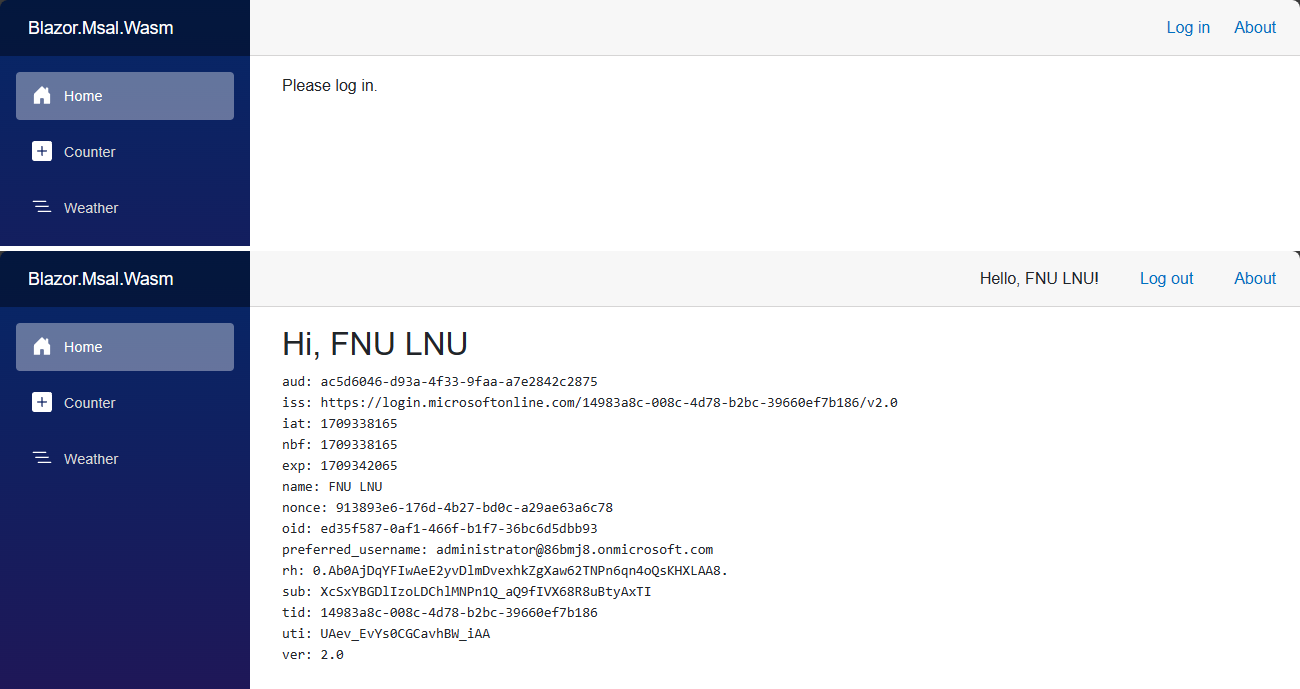 Blazor.Msal.Wasm
Log in About
Home
Please log in.
Counter
Weather
Blazor.Msal.Wasm
Hello, FNU LNU! Log out About
Home
Counter
Weather
Hi, FNU LNU
aud: ac5d6046-d93a-4f33-9faa-a7e2842c2875
iss: https://login.microsoftonline.com/14983a8c-008c-4d78-b2bc-39660ef7b186/v2.0
iat: 1709338165
nbf: 1709338165
exp: 1709342065
name: FNU LNU
nonce: 913893e6-176d-4b27-bd0c-a29ae63a6c78
oid: ed35f587-0af1-466f-b1f7-36bc6d5dbb93
preferred_username: administrator@86bmj8.onmicrosoft.com
rh: 0.Ab0AjDqYFIwAeE2yvDlmDvexhkZgXaw62TNPn6qn4oQsKHXLAA8.
sub: XcSxYBGDlIzoLDChlMNPn1Q_aQ9fIVX68R8uBtyAxTI
tid: 14983a8c-008c-4d78-b2bc-39660ef7b186
uti: UAev_EvYs0CGCavhBW_iAA
ver: 2.0